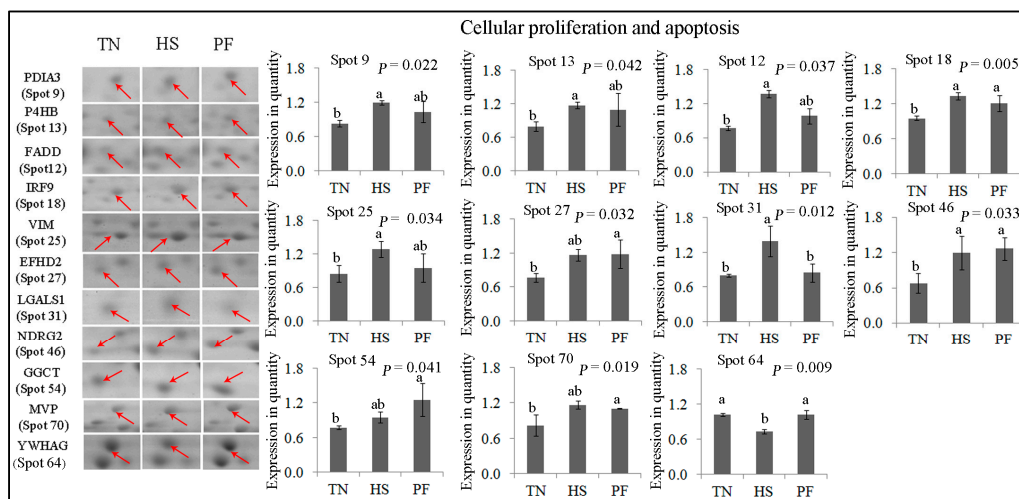 Cellular proliferation and apoptosis
TN HS PF
PDIA3
(Spot 9)
P4HB
(Spot 13)
FADD
(Spot12)
IRF9
(Spot 18)
VIM
(Spot 25)
EFHD2
(Spot 27)
LGALS1
(Spot 31)
NDRG2
(Spot 46)
GGCT
(Spot 54)
MVP
(Spot 70)
YWHAG
(Spot 64)
Spot 9 P = 0.022
Expression in quantity
1.8
1.2
0.6
0.0
b a ab
TN HS PF
Spot 13 P = 0.042
Expression in quantity
1.8
1.2
0.6
0.0
b a ab
TN HS PF
Spot 12 P = 0.037
Expression in quantity
1.8
1.2
0.6
0.0
b a ab
TN HS PF
Spot 18 P = 0.005
Expression in quantity
1.8
1.2
0.6
0.0
b a a
TN HS PF
Spot 25 P = 0.034
Expression in quantity
1.8
1.2
0.6
0.0
b a ab
TN HS PF
Spot 27 P = 0.032
Expression in quantity
1.8
1.2
0.6
0.0
b ab a
TN HS PF
Spot 31 P = 0.012
Expression in quantity
1.8
1.2
0.6
0.0
b a b
TN HS PF
Spot 46 P = 0.033
Expression in quantity
1.8
1.2
0.6
0.0
b a a
TN HS PF
Spot 54 P = 0.041
Expression in quantity
1.8
1.2
0.6
0.0
b ab a
TN HS PF
Spot 70 P = 0.019
Expression in quantity
1.8
1.2
0.6
0.0
b ab a
TN HS PF
Spot 64 P = 0.009
Expression in quantity
1.8
1.2
0.6
0.0
a b a
TN HS PF